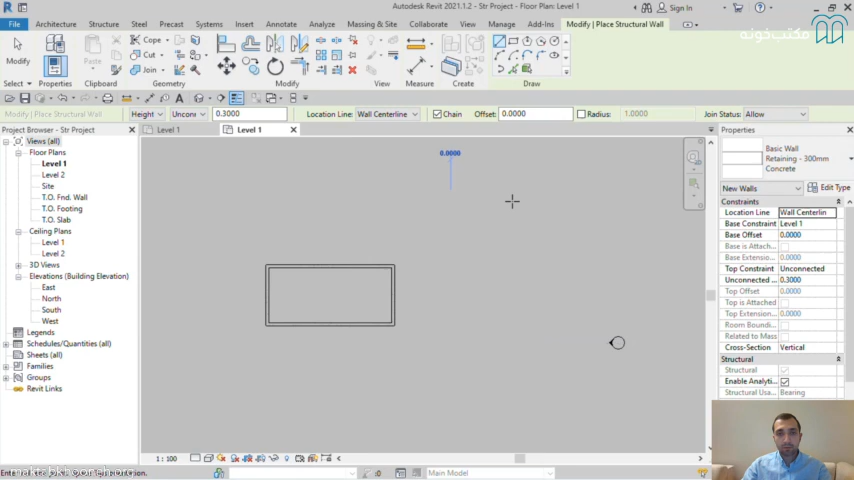 Autodesk Revit 2021.1.2 - Str Project - Floor Plan: Level 1
Sign In
File Architecture Structure Steel Precast Systems Insert Annotate Analyze Massing & Site Collaborate View Manage Add-Ins Modify | Place Structural Wall
مکتب‌خونه
Modify
Paste
Cope
Cut
Join
Select Properties Clipboard Geometry Modify View Measure Create Draw
Modify | Place Structural Wall Height Unconn 0.3000 Location Line: Wall Centerline Chain Offset: 0.0000 Radius: 1.0000 Join Status: Allow
Project Browser - Str Project
Level 1
Level 1
Properties
Views (all)
Floor Plans
Level 1
Level 2
Site
T.O. Fnd. Wall
T.O. Footing
T.O. Slab
Ceiling Plans
Level 1
Level 2
3D Views
Elevations (Building Elevation)
East
North
South
West
Legends
Schedules/Quantities (all)
Sheets (all)
Families
Groups
Revit Links
0.0000
Basic Wall
Retaining - 300mm
Concrete
New Walls Edit Type
Constraints
Location Line Wall Centerlin
Base Constraint Level 1
Base Offset 0.0000
Base is Attach...
Base Extensio... 0.0000
Top Constraint Unconnected
Unconnected ... 0.3000
Top Offset 0.0000
Top is Attached
Top Extension... 0.0000
Room Boundi...
Related to Mass
Cross-Section Vertical
Structural
Structural
Enable Analyti...
Structural Usa... Bearing
1 : 100
:0
Main Model